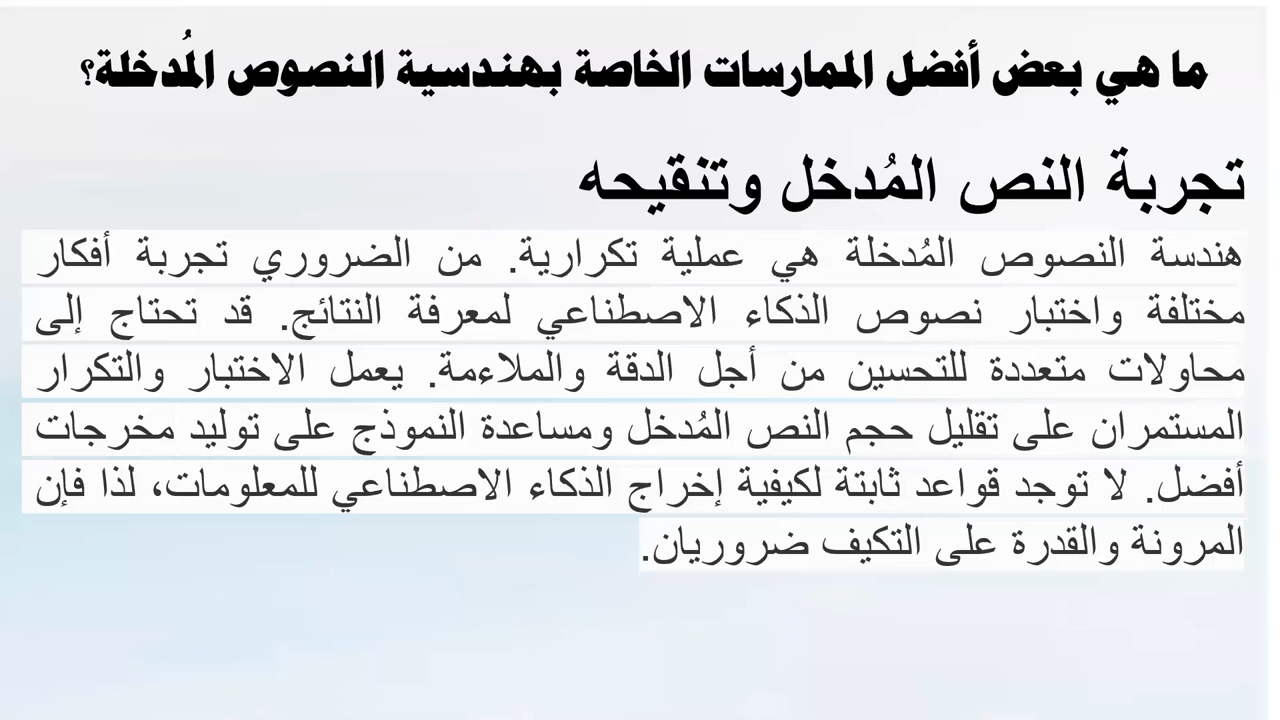 ما هي بعض أفضل الممارسات الخاصة بهندسية النصوص المُدخلة؟
تجربة النص المُدخل وتنقيحه
هندسة النصوص المُدخلة هي عملية تكرارية. من الضروري تجربة أفكار
مختلفة واختبار نصوص الذكاء الاصطناعي لمعرفة النتائج. قد تحتاج إلى
محاولات متعددة للتحسين من أجل الدقة والملاءمة. يعمل الاختبار والتكرار
المستمران على تقليل حجم النص المُدخل ومساعدة النموذج على توليد مخرجات
أفضل. لا توجد قواعد ثابتة لكيفية إخراج الذكاء الاصطناعي للمعلومات، لذا فإن
المرونة والقدرة على التكيف ضروريان.